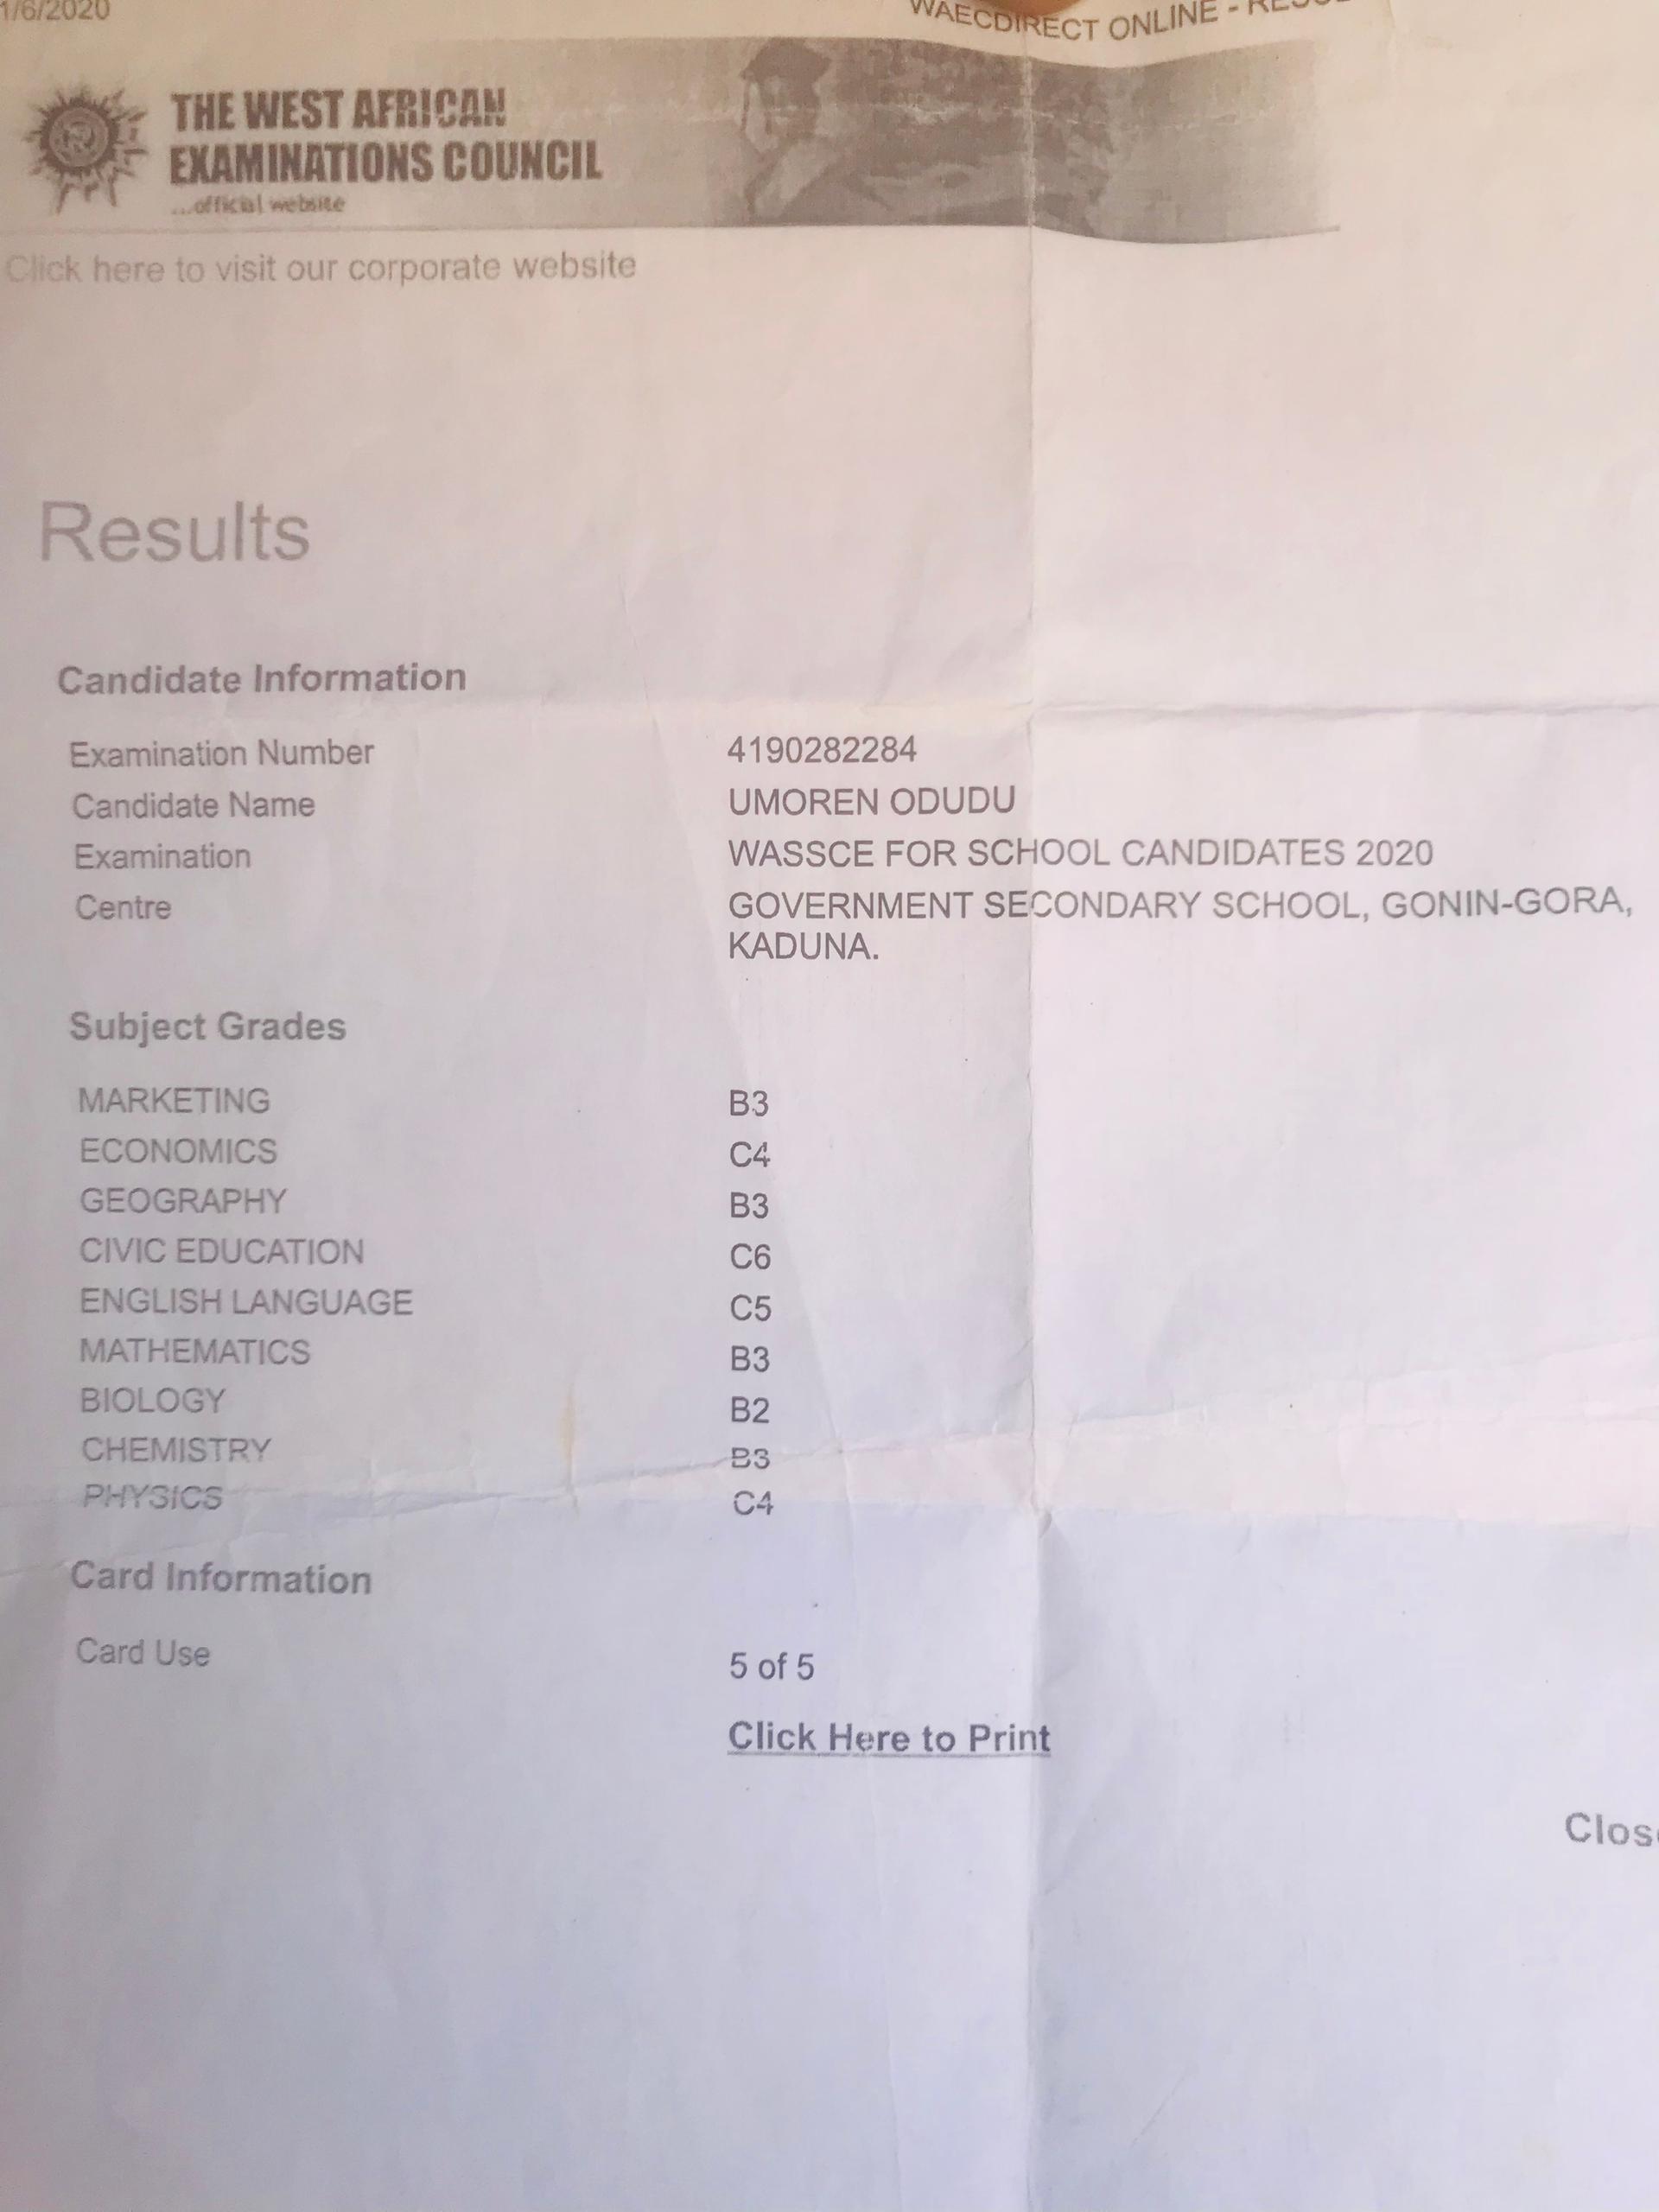 1/6/2020
WAECDIRECT ONLINE -
THE WEST AFRICAN
EXAMINATIONS COUNCIL
...official website
Click here to visit our corporate website
Results
Candidate Information
Examination Number 4190282284
Candidate Name UMOREN ODUDU
Examination WASSCE FOR SCHOOL CANDIDATES 2020
Centre GOVERNMENT SECONDARY SCHOOL, GONIN-GORA,
KADUNA.
Subject Grades
MARKETING B3
ECONOMICS C4
GEOGRAPHY B3
CIVIC EDUCATION C6
ENGLISH LANGUAGE C5
MATHEMATICS B3
BIOLOGY B2
CHEMISTRY B3
PHYSICS C4
Card Information
Card Use 5 of 5
Click Here to Print
Clos